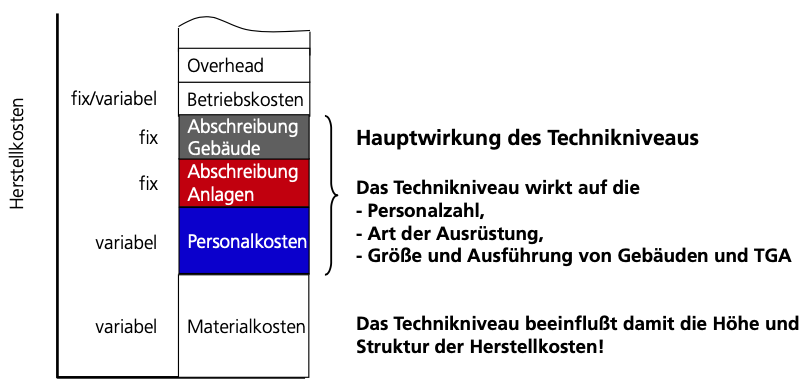 Herstellkosten
Overhead
fix/variabel
Betriebskosten
fix
Abschreibung
Gebäude
fix
Abschreibung
Anlagen
variabel
Personalkosten
variabel
Materialkosten
Hauptwirkung des Technikniveaus
Das Technikniveau wirkt auf die
- Personalzahl,
- Art der Ausrüstung,
- Größe und Ausführung von Gebäuden und TGA
Das Technikniveau beeinflußt damit die Höhe und
Struktur der Herstellkosten!